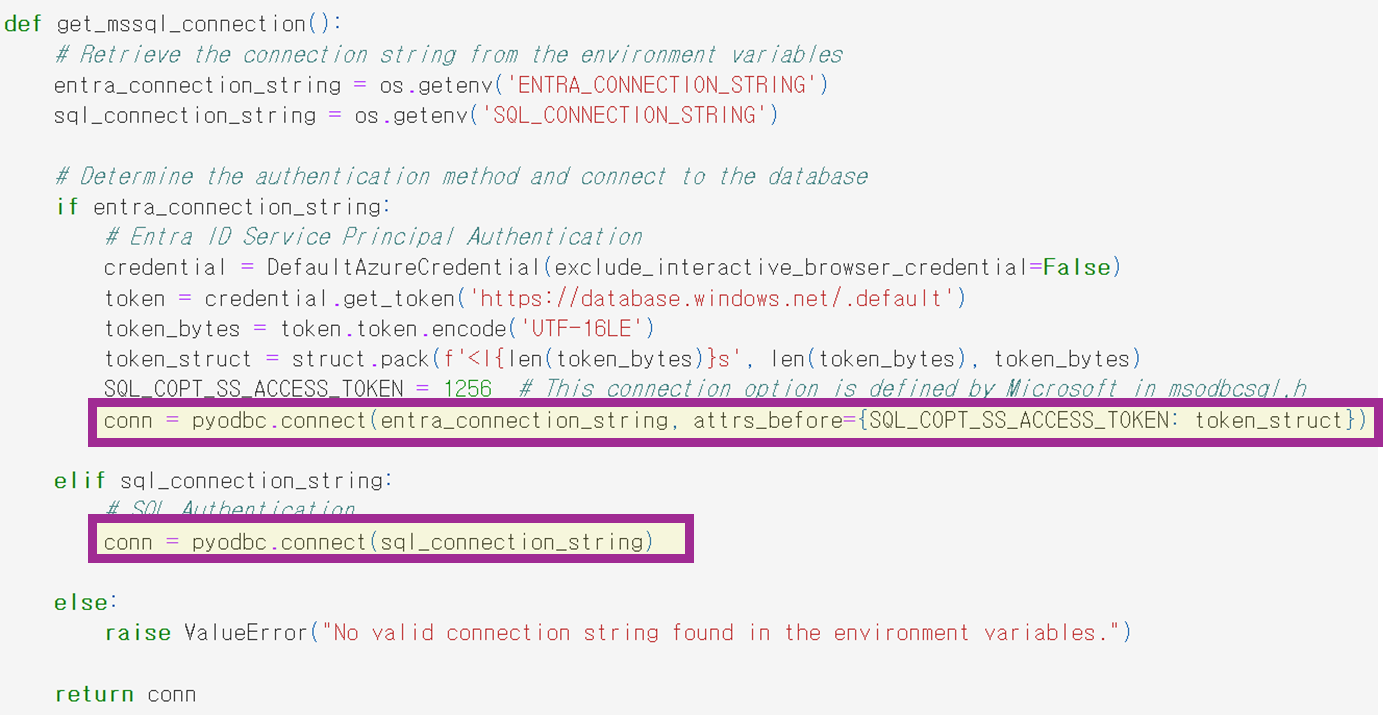 def get_mssql_connection():
# Retrieve the connection string from the environment variables
entra_connection_string = os.getenv('ENTRA_CONNECTION_STRING')
sql_connection_string = os.getenv('SQL_CONNECTION_STRING')
# Determine the authentication method and connect to the database
if entra_connection_string:
# Entra ID Service Principal Authentication
credential = DefaultAzureCredential(exclude_interactive_browser_credential=False)
token = credential.get_token('https://database.windows.net/.default')
token_bytes = token.token.encode('UTF-16LE')
token_struct = struct.pack(f'<I{len(token_bytes)}s', len(token_bytes), token_bytes)
SQL_COPT_SS_ACCESS_TOKEN = 1256  # This connection option is defined by Microsoft in msodbcsql.h
conn = pyodbc.connect(entra_connection_string, attrs_before={SQL_COPT_SS_ACCESS_TOKEN: token_struct})
elif sql_connection_string:
# SQL Authentication
conn = pyodbc.connect(sql_connection_string)
else:
raise ValueError("No valid connection string found in the environment variables.")
return conn